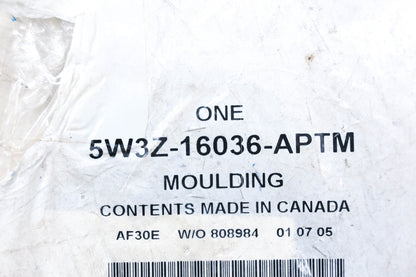 ONE
5W3Z-16036-APTM
MOULDING
CONTENTS MADE IN CANADA
AF30E W/O 808984 01 07 05